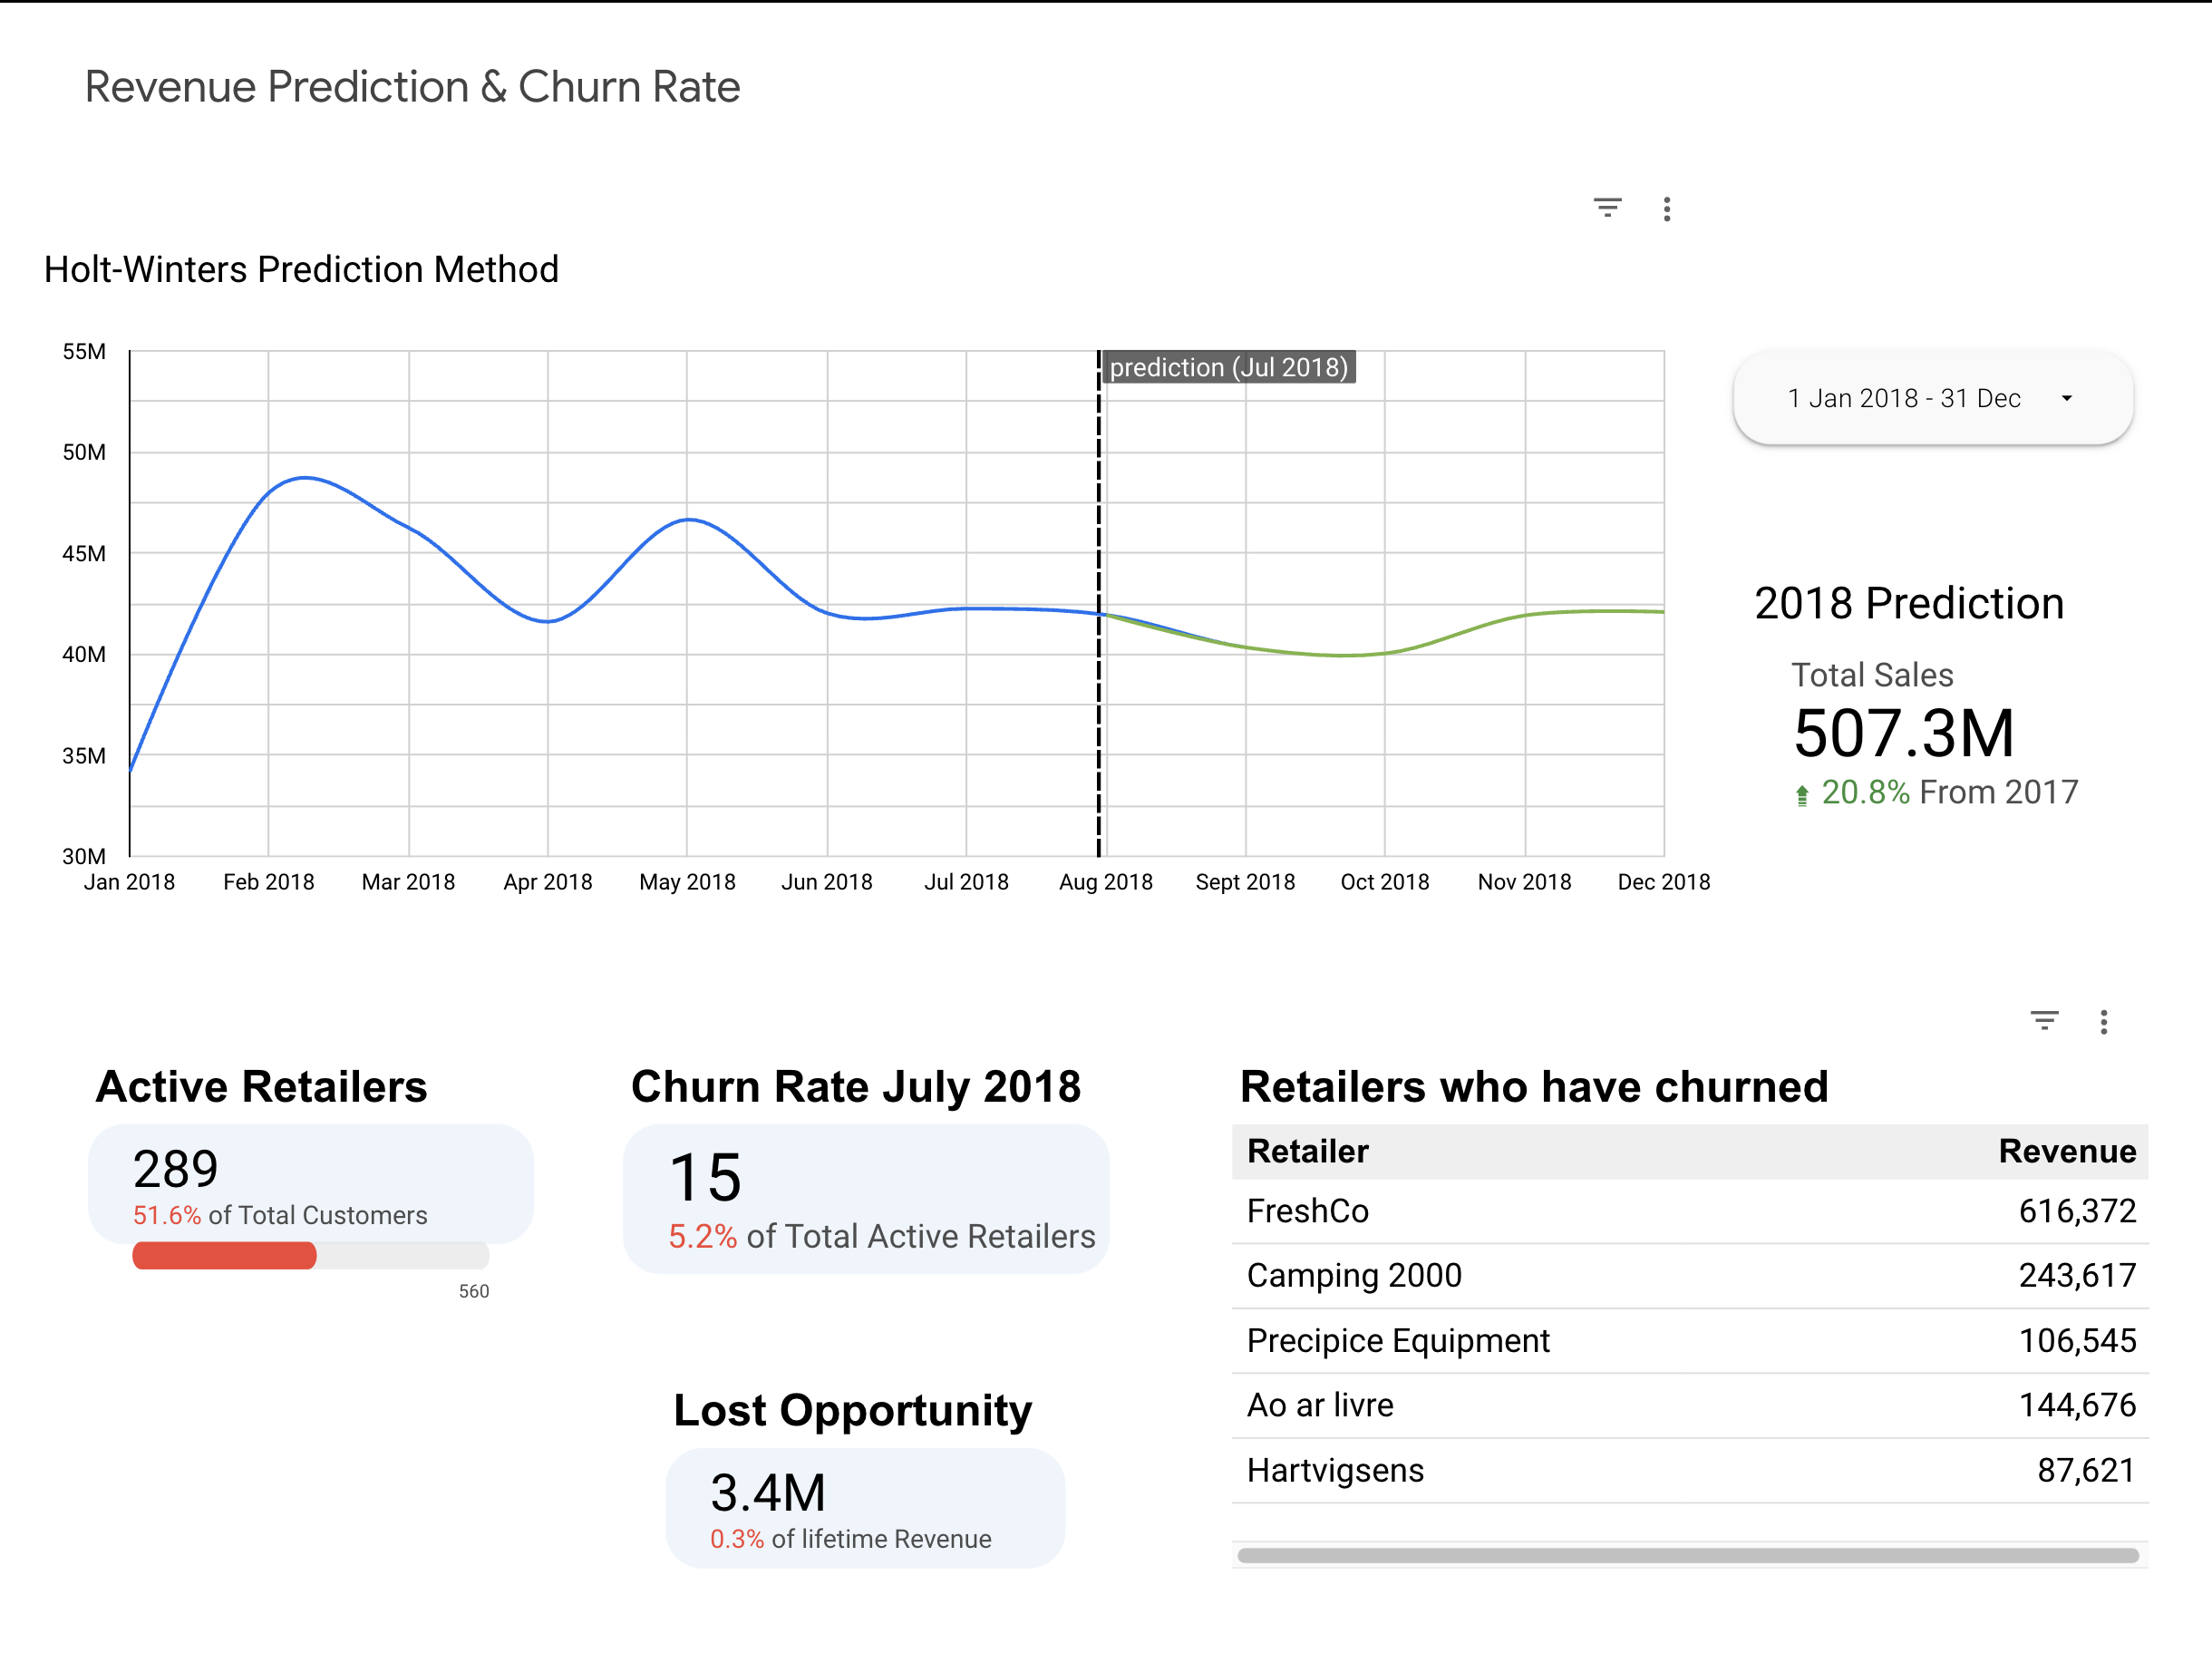 Revenue Prediction & Churn Rate
Holt-Winters Prediction Method
55M
50M
45M
40M
35M
30M
prediction (Jul 2018)
Jan 2018 Feb 2018 Mar 2018 Apr 2018 May 2018 Jun 2018 Jul 2018 Aug 2018 Sept 2018 Oct 2018 Nov 2018 Dec 2018
1 Jan 2018 - 31 Dec
2018 Prediction
Total Sales
507.3M
20.8% From 2017
Active Retailers
289
51.6% of Total Customers
560
Churn Rate July 2018
15
5.2% of Total Active Retailers
Lost Opportunity
3.4M
0.3% of lifetime Revenue
Retailers who have churned
Retailer Revenue
FreshCo 616,372
Camping 2000 243,617
Precipice Equipment 106,545
Ao ar livre 144,676
Hartvigsens 87,621